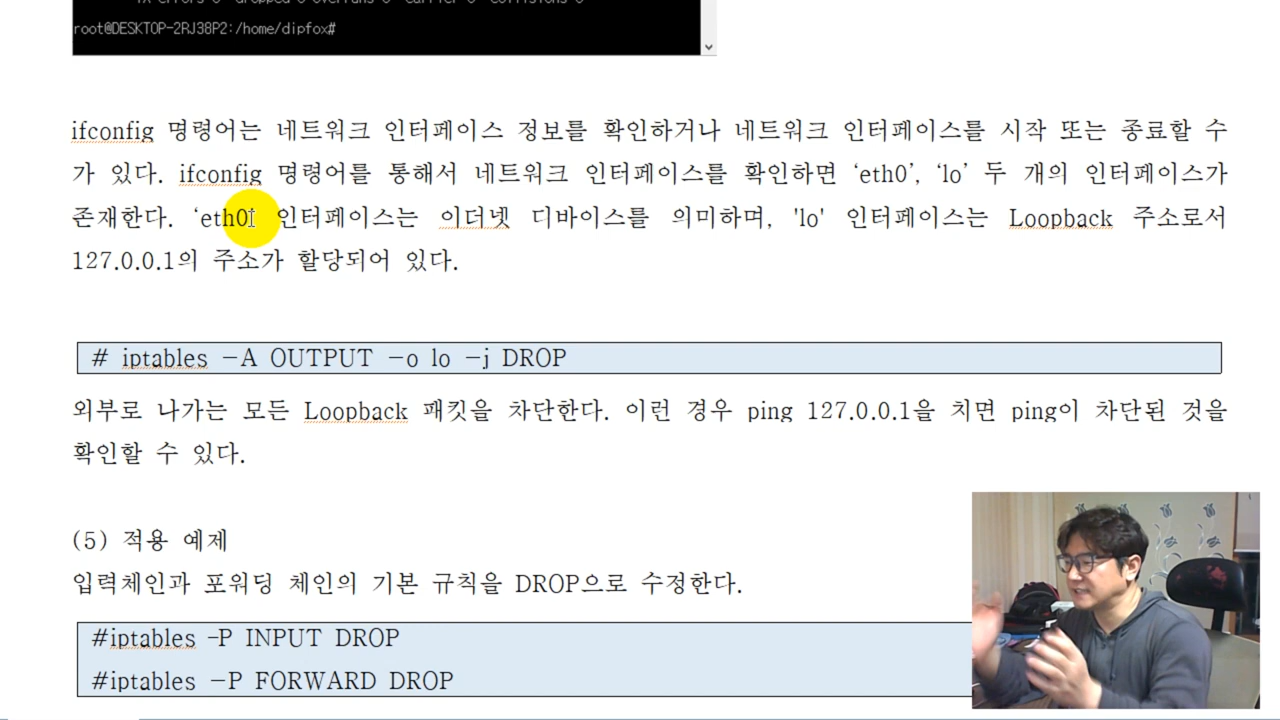 root@DESKTOP-2RJ38P2:/home/dipfox#
ifconfig 명령어는 네트워크 인터페이스 정보를 확인하거나 네트워크 인터페이스를 시작 또는 종료할 수
가 있다. ifconfig 명령어를 통해서 네트워크 인터페이스를 확인하면 ‘eth0’, ‘lo’ 두 개의 인터페이스가
존재한다. ‘eth0’ 인터페이스는 이더넷 디바이스를 의미하며, 'lo' 인터페이스는 Loopback 주소로서
127.0.0.1의 주소가 할당되어 있다.
# iptables –A OUTPUT –o lo –j DROP
외부로 나가는 모든 Loopback 패킷을 차단한다. 이런 경우 ping 127.0.0.1을 치면 ping이 차단된 것을
확인할 수 있다.
(5) 적용 예제
입력체인과 포워딩 체인의 기본 규칙을 DROP으로 수정한다.
#iptables -P INPUT DROP
#iptables –P FORWARD DROP